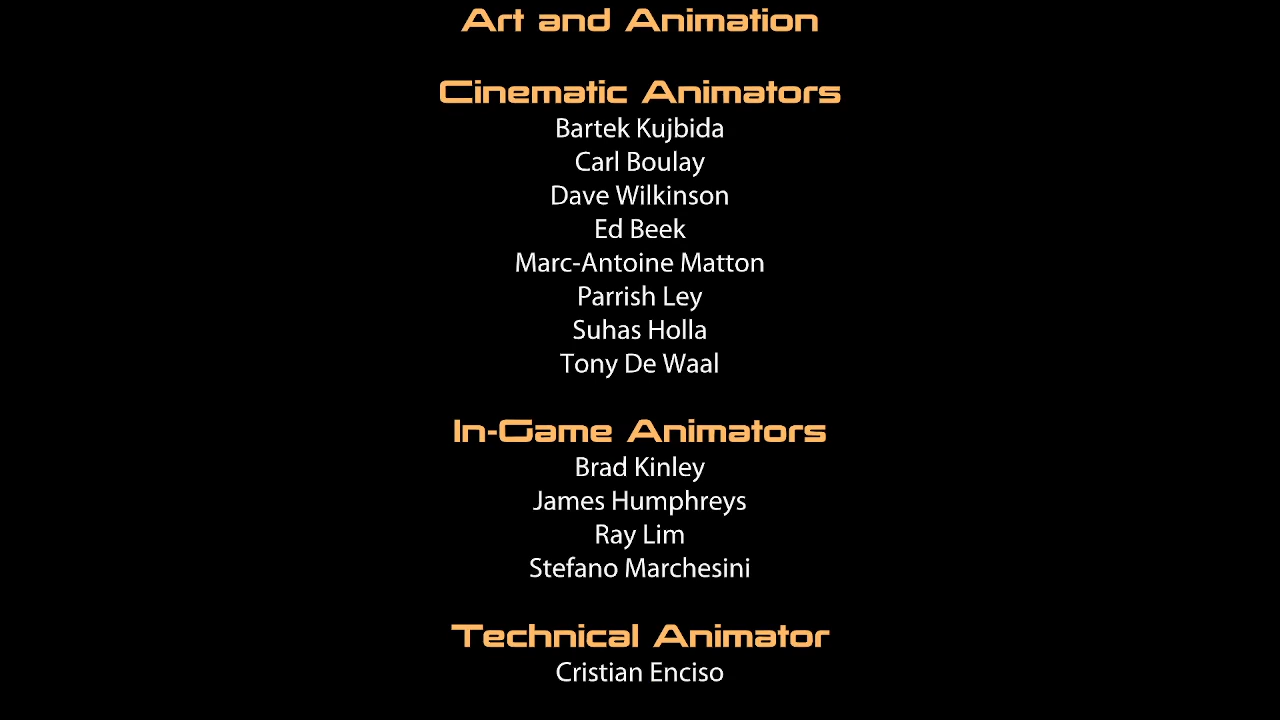 Art and Animation
Cinematic Animators
Bartek Kujbida
Carl Boulay
Dave Wilkinson
Ed Beek
Marc-Antoine Matton
Parrish Ley
Suhas Holla
Tony De Waal
In-Game Animators
Brad Kinley
James Humphreys
Ray Lim
Stefano Marchesini
Technical Animator
Cristian Enciso